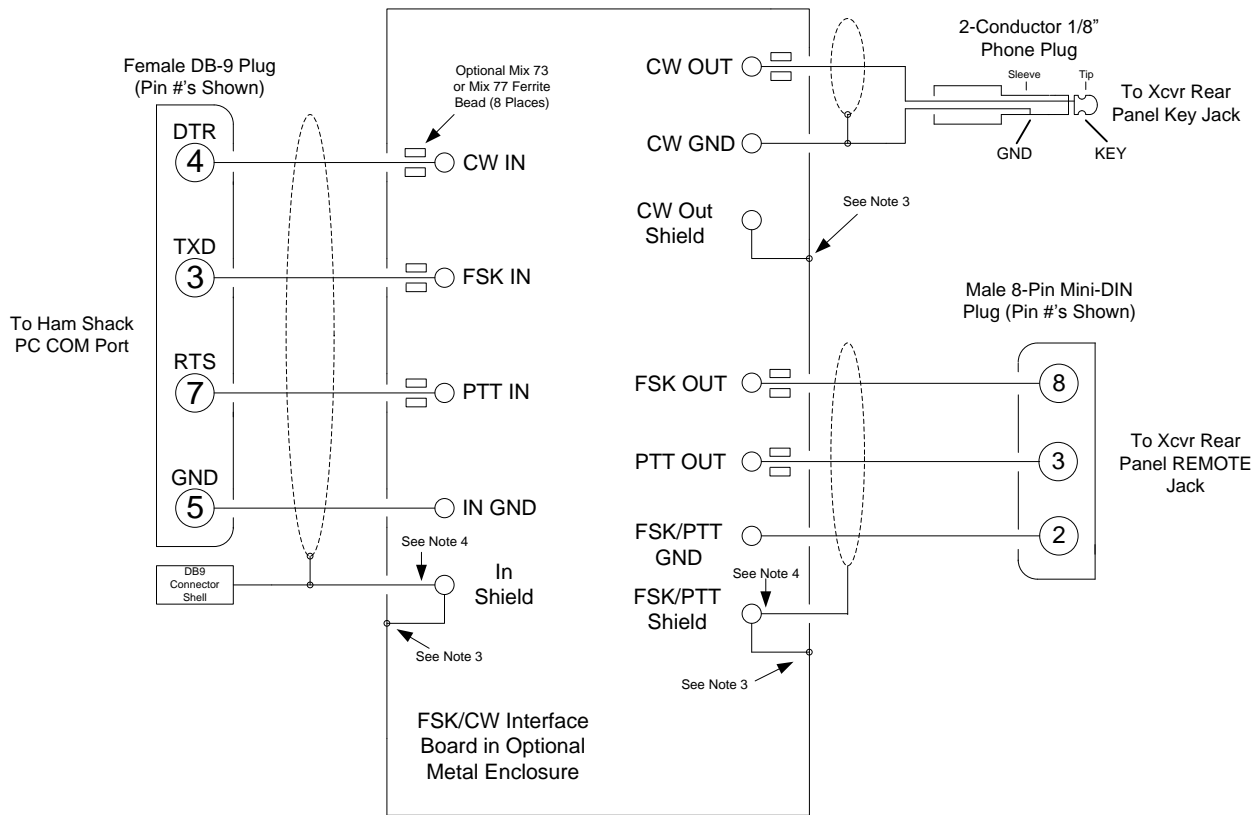 Female DB-9 Plug
(Pin #'s Shown)
DTR
4
TXD
3
To Ham Shack
PC COM Port
RTS
7
GND
5
DB9
Connector
Shell
Optional Mix 73
or Mix 77 Ferrite
Bead (8 Places)
CW IN
FSK IN
PTT IN
IN GND
See Note 4
In
Shield
See Note 3
FSK/CW Interface
Board in Optional
Metal Enclosure
CW OUT
CW GND
CW Out
Shield
See Note 3
2-Conductor 1/8”
Phone Plug
Sleeve
Tip
To Xcvr Rear
Panel Key Jack
GND
KEY
Male 8-Pin Mini-DIN
Plug (Pin #'s Shown)
FSK OUT
8
PTT OUT
3
To Xcvr Rear
Panel REMOTE
Jack
FSK/PTT
GND
2
See Note 4
FSK/PTT
Shield
See Note 3